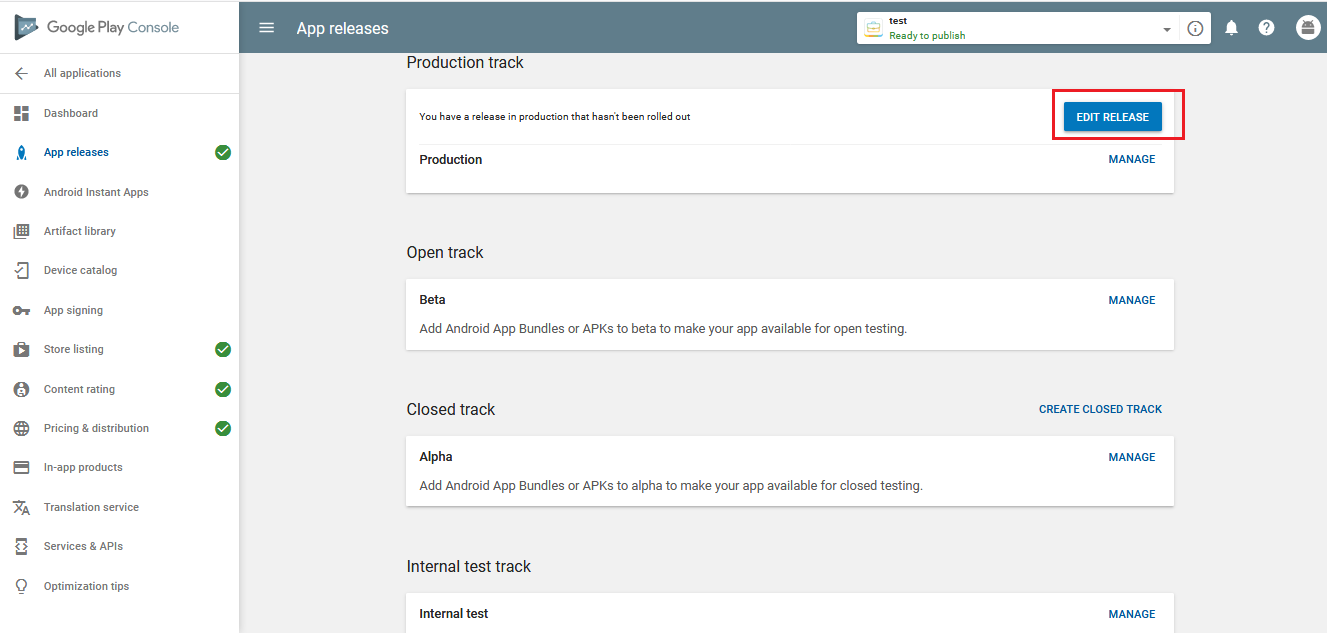 Google Play Console
App releases
test
Ready to publish
All applications
Dashboard
App releases
Android Instant Apps
Artifact library
Device catalog
App signing
Store listing
Content rating
Pricing & distribution
In-app products
Translation service
Services & APIs
Optimization tips
Production track
You have a release in production that hasn't been rolled out
EDIT RELEASE
Production
MANAGE
Open track
Beta
MANAGE
Add Android App Bundles or APKs to beta to make your app available for open testing.
Closed track
CREATE CLOSED TRACK
Alpha
MANAGE
Add Android App Bundles or APKs to alpha to make your app available for closed testing.
Internal test track
Internal test
MANAGE